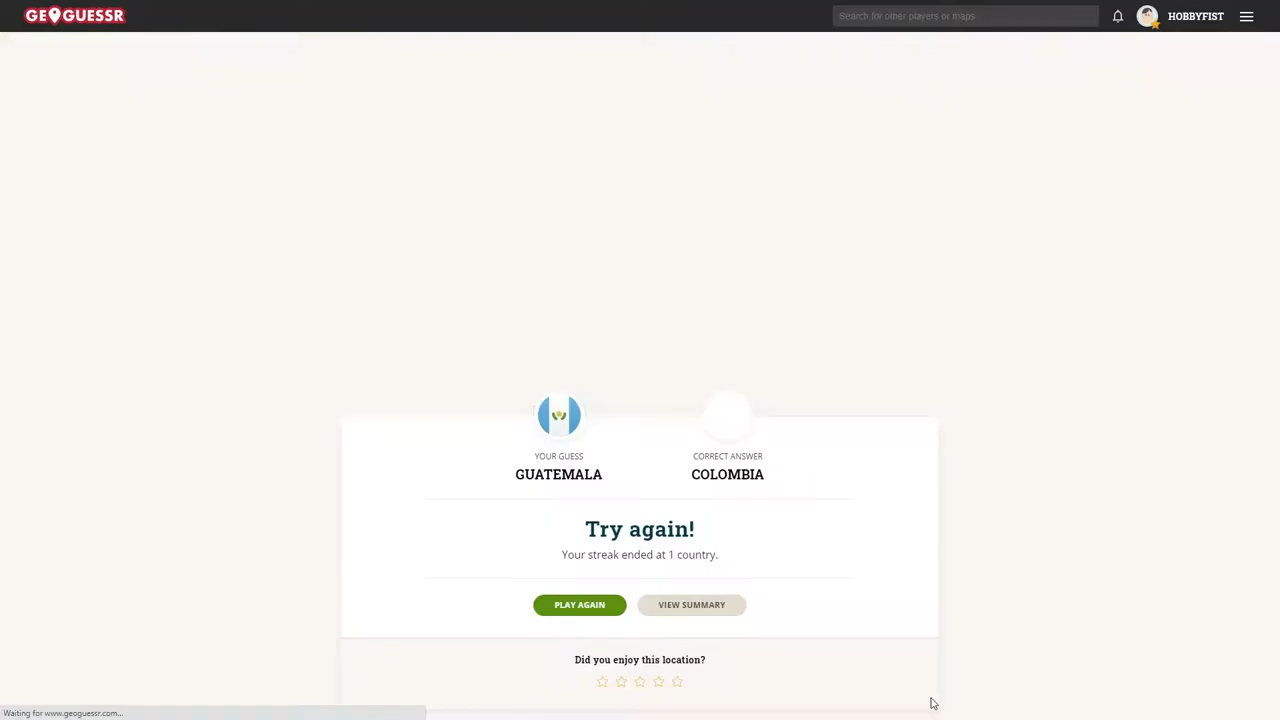 GEOGUESSR
Search for other players or maps
HOBBYFIST
YOUR GUESS
GUATEMALA
CORRECT ANSWER
COLOMBIA
Try again!
Your streak ended at 1 country.
PLAY AGAIN
VIEW SUMMARY
Did you enjoy this location?
Waiting for www.geoguessr.com...